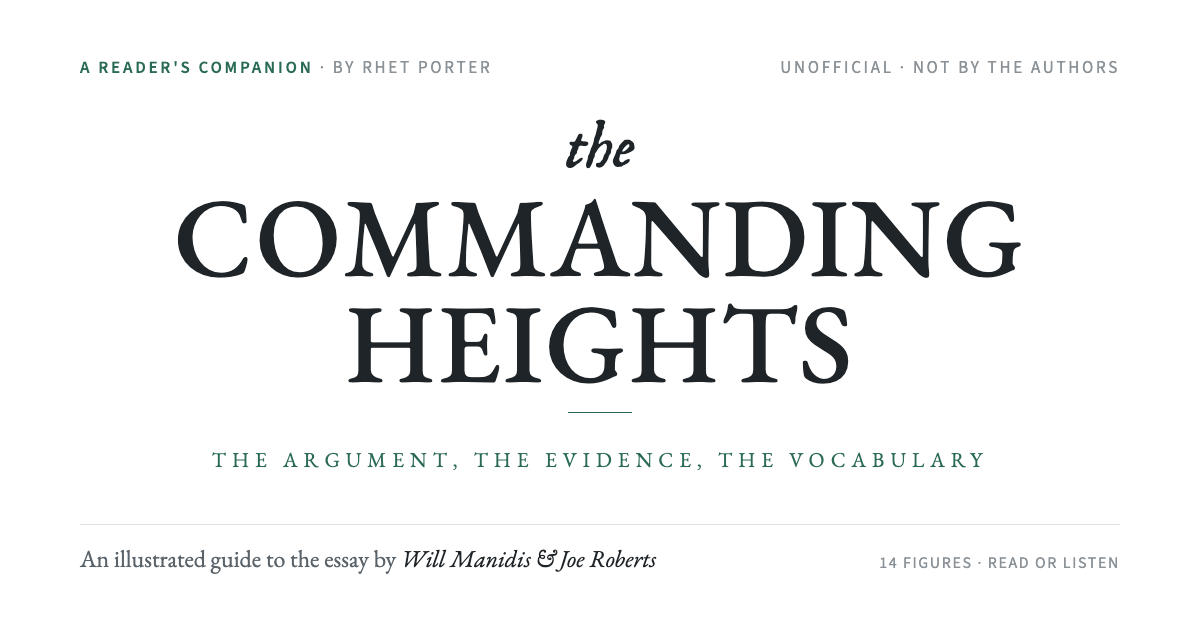 A READER'S COMPANION · BY RHET PORTER
UNOFFICIAL · NOT BY THE AUTHORS
the
COMMANDING
HEIGHTS
THE ARGUMENT, THE EVIDENCE, THE VOCABULARY
An illustrated guide to the essay by Will Manidis & Joe Roberts
14 FIGURES · READ OR LISTEN